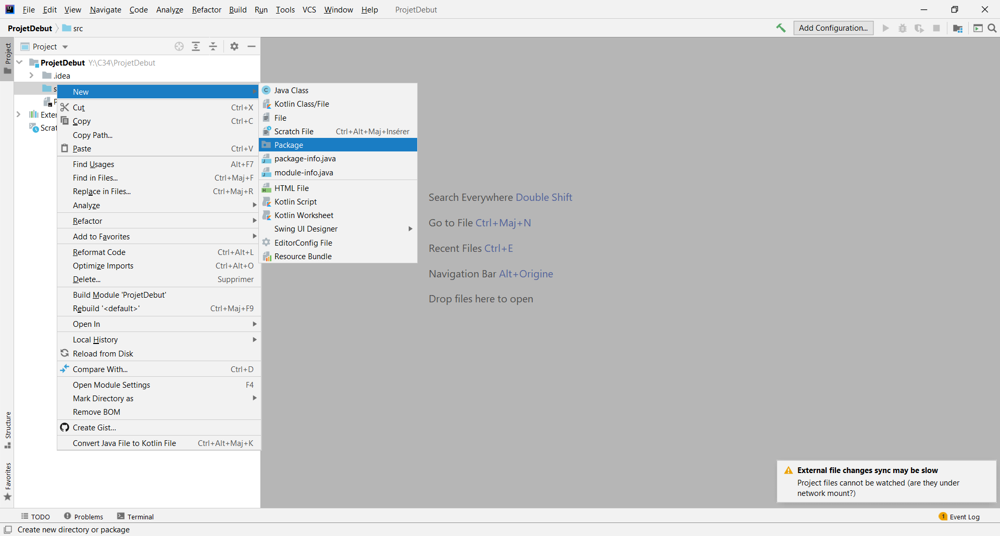 File Edit View Navigate Code Analyze Refactor Build Run Tools VCS Window Help ProjetDebut
ProjetDebut src
Add Configuration...
Project
Project
ProjetDebut Y:\C34\ProjetDebut
.idea
s
P
Exter
Scrat
New
Cut Ctrl+X
Copy Ctrl+C
Copy Path...
Paste Ctrl+V
Find Usages Alt+F7
Find in Files... Ctrl+Maj+F
Replace in Files... Ctrl+Maj+R
Analyze
Refactor
Add to Favorites
Reformat Code Ctrl+Alt+L
Optimize Imports Ctrl+Alt+O
Delete... Supprimer
Build Module 'ProjetDebut'
Rebuild '<default>' Ctrl+Maj+F9
Open In
Local History
Reload from Disk
Compare With... Ctrl+D
Open Module Settings F4
Mark Directory as
Remove BOM
Create Gist...
Convert Java File to Kotlin File Ctrl+Alt+Maj+K
Java Class
Kotlin Class/File
File
Scratch File Ctrl+Alt+Maj+Insérer
Package
package-info.java
module-info.java
HTML File
Kotlin Script
Kotlin Worksheet
Swing UI Designer
EditorConfig File
Resource Bundle
Search Everywhere Double Shift
Go to File Ctrl+Maj+N
Recent Files Ctrl+E
Navigation Bar Alt+Origine
Drop files here to open
Structure
Favorites
External file changes sync may be slow
Project files cannot be watched (are they under
network mount?)
TODO Problems Terminal
1 Event Log
Create new directory or package